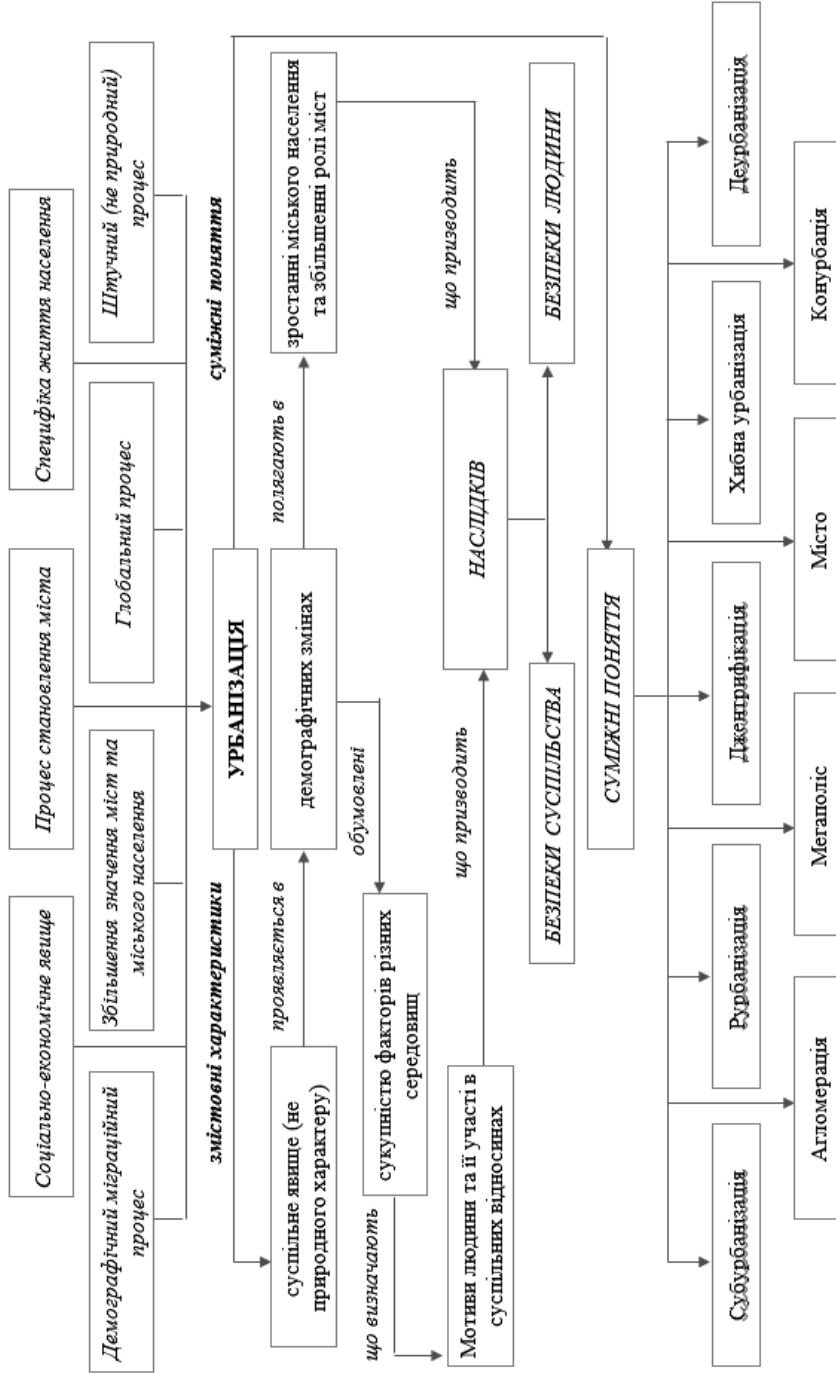 Соціально-економічне явище
Процес становлення міста
Специфіка життя населення
Демографічний міграційний
процес
Збільшення значення міст та
міського населення
Глобальний процес
Штучний (не природний)
процес
змістовні характеристики
УРБАНІЗАЦІЯ
суміжні поняття
суспільне явище (не
природного характеру)
проявляється в
демографічних змінах
полягають в
зростанні міського населення
та збільшенні ролі міст
що визначають
сукупністю факторів різних
середовищ
обумовлені
що призводить
Мотиви людини та її участі в
суспільних відносинах
що призводить
НАСЛІДКІВ
БЕЗПЕКИ СУСПІЛЬСТВА
БЕЗПЕКИ ЛЮДИНИ
СУМІЖНІ ПОНЯТТЯ
Субурбанізація
Рурбанізація
Джентрифікація
Хибна урбанізація
Деурбанізація
Агломерація
Мегаполіс
Місто
Конурбація